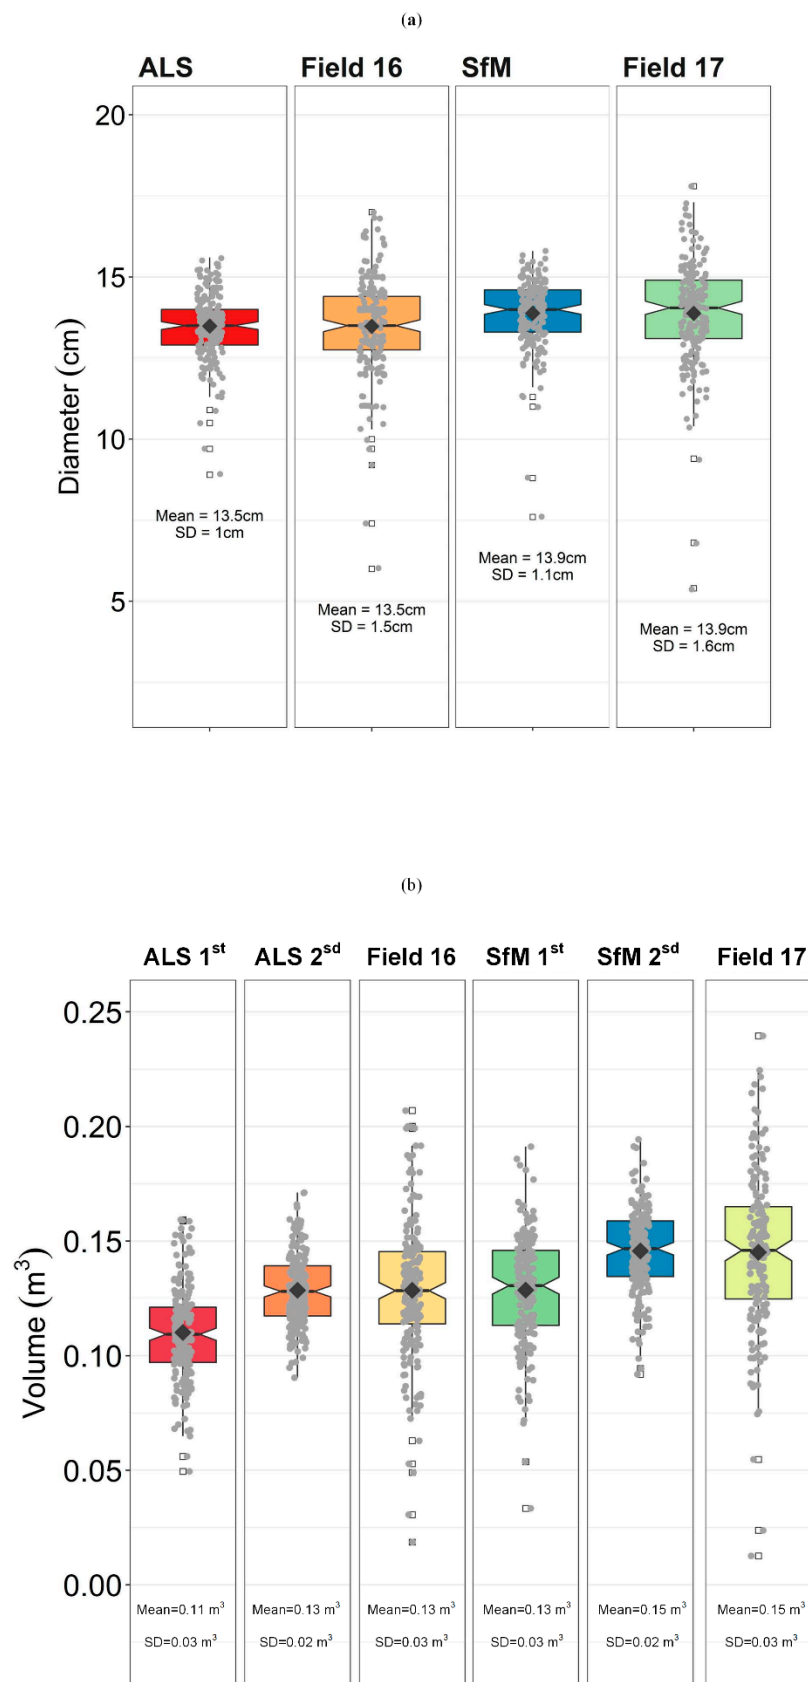 (a)
ALS Field 16 SfM Field 17
20
15
10
5
Diameter (cm)
Mean = 13.5cm
SD = 1cm
Mean = 13.5cm
SD = 1.5cm
Mean = 13.9cm
SD = 1.1cm
Mean = 13.9cm
SD = 1.6cm
(b)
ALS 1st ALS 2sd Field 16 SfM 1st SfM 2sd Field 17
0.25
0.20
0.15
0.10
0.05
0.00
Volume (m3)
Mean=0.11 m3 Mean=0.13 m3 Mean=0.13 m3 Mean=0.13 m3 Mean=0.15 m3 Mean=0.15 m3
SD=0.03 m3 SD=0.02 m3 SD=0.03 m3 SD=0.03 m3 SD=0.02 m3 SD=0.03 m3